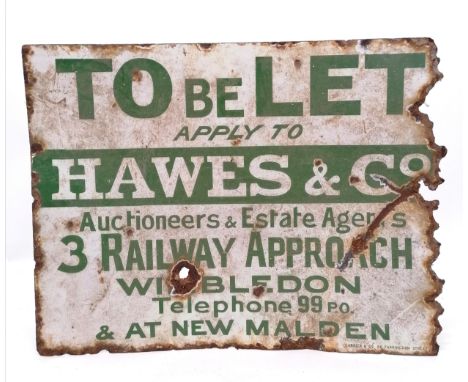 TO BE LET
APPLY TO
HAWES & Co
Auctioneers & Estate Agents
3 RAILWAY APPROACH
WIMBLEDON
Telephone 99 P.O.
& AT NEW MALDEN